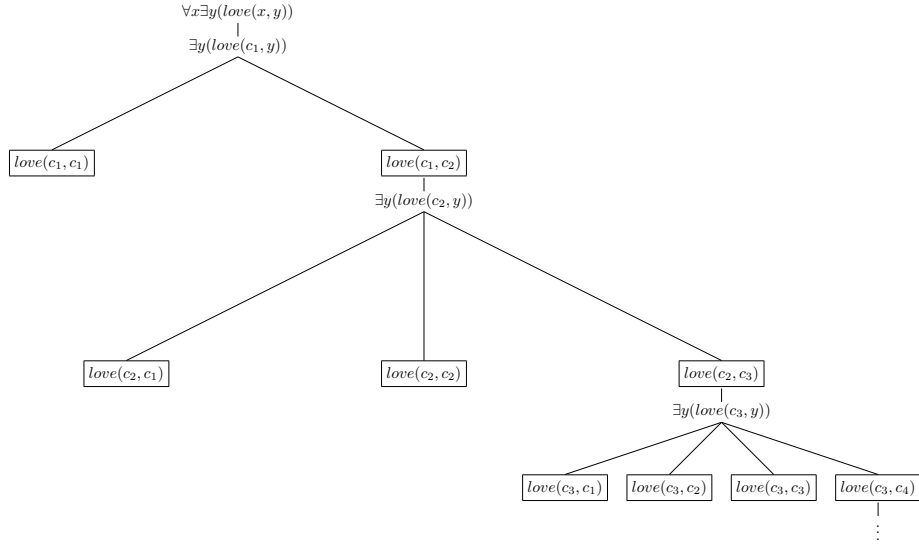 ∀x∃y(love(x, y))
∃y(love(c₁, y))
love(c₁, c₁) love(c₁, c₂)
∃y(love(c₂, y))
love(c₂, c₁) love(c₂, c₂) love(c₂, c₃)
∃y(love(c₃, y))
love(c₃, c₁) love(c₃, c₂) love(c₃, c₃) love(c₃, c₄)
⋮